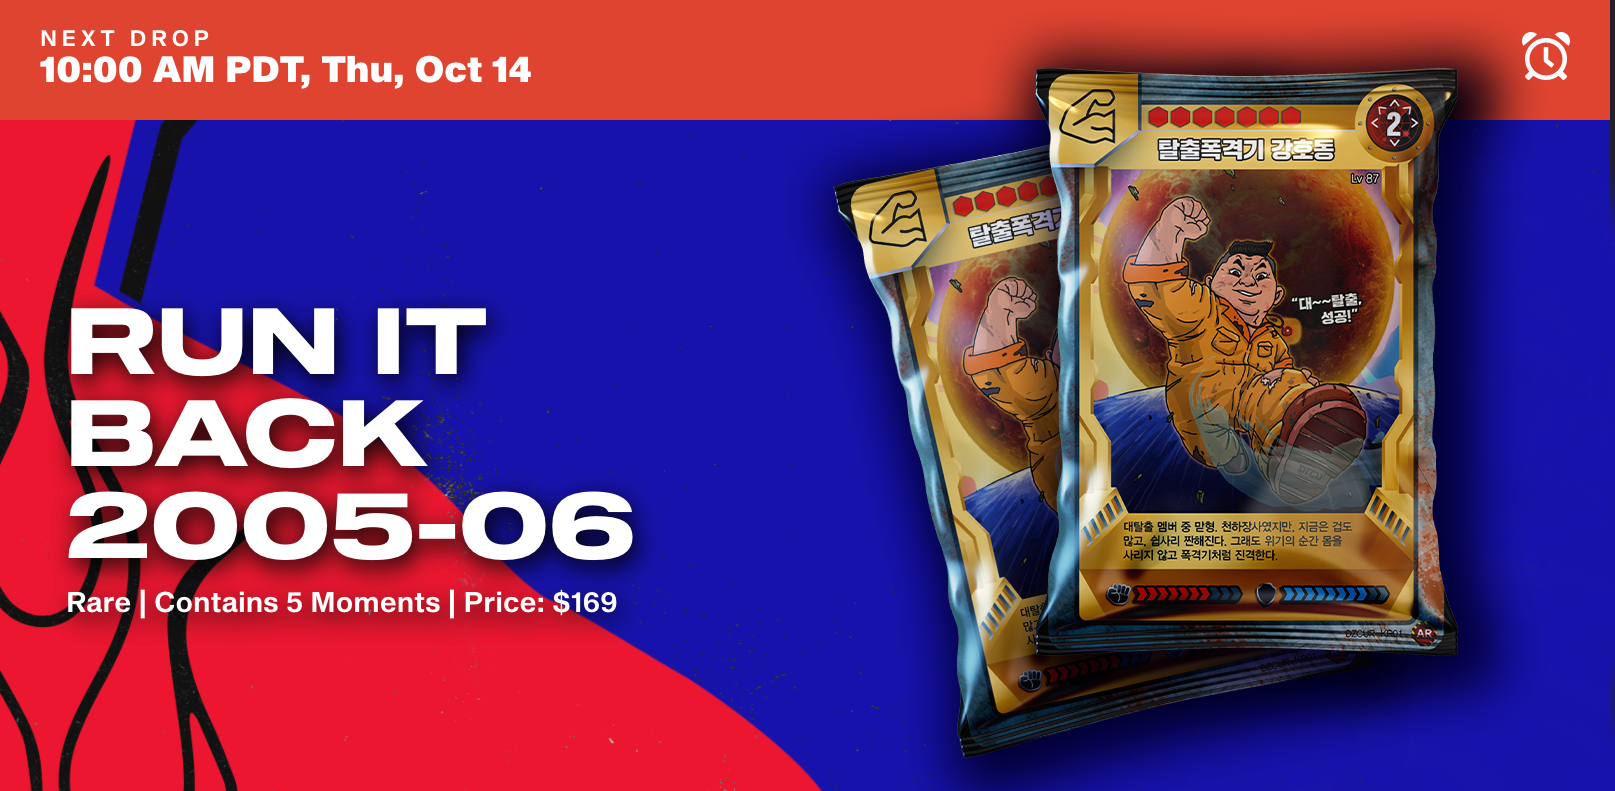 NEXT DROP
10:00 AM PDT, Thu, Oct 14
RUN IT
BACK
2005-06
Rare | Contains 5 Moments | Price: $169
2
탈출폭격기 강호동
Lv 87
“대~~탈출,
성공!”
대탈출 멤버 중 맏형. 천하장사였지만, 지금은 겁도
많고, 쉽사리 짠해진다. 그래도 위기의 순간 몸을
사리지 않고 폭격기처럼 진격한다.
AR
탈출폭격